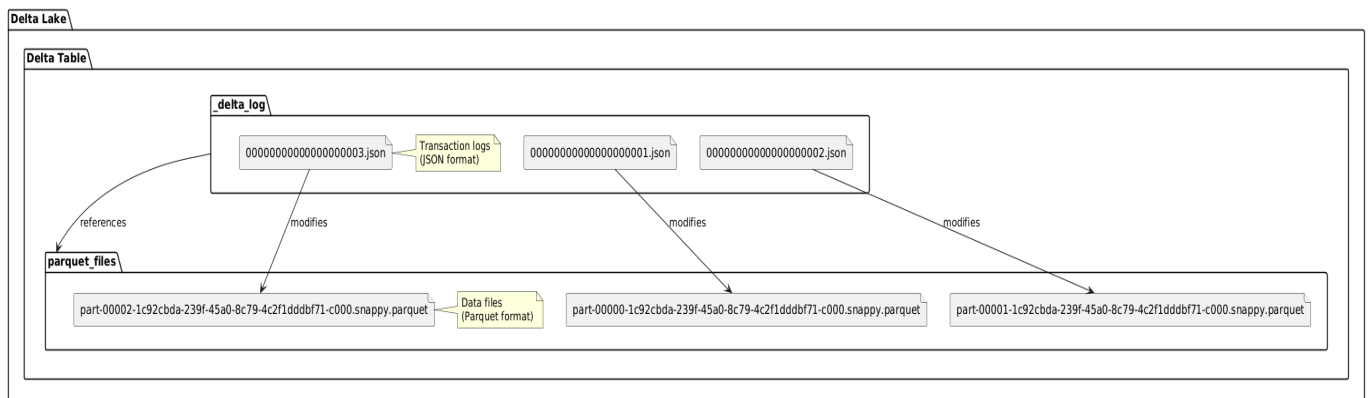 Delta Lake
Delta Table
_delta_log
00000000000000000003.json
Transaction logs
(JSON format)
00000000000000000001.json
00000000000000000002.json
references
modifies
modifies
modifies
parquet_files
part-00002-1c92cbda-239f-45a0-8c79-4c2f1dddbf71-c000.snappy.parquet
Data files
(Parquet format)
part-00000-1c92cbda-239f-45a0-8c79-4c2f1dddbf71-c000.snappy.parquet
part-00001-1c92cbda-239f-45a0-8c79-4c2f1dddbf71-c000.snappy.parquet